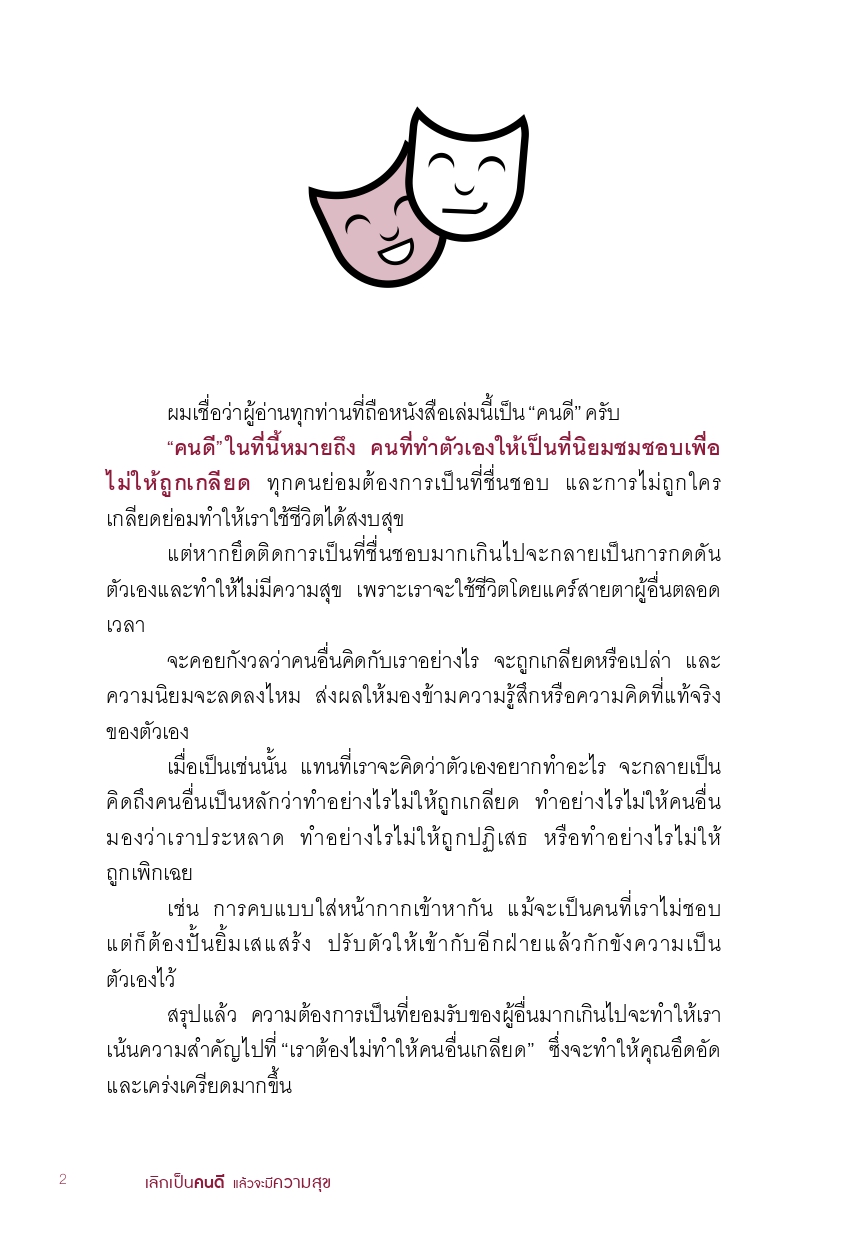 ผมเชื่อว่าผู้อ่านทุกท่านที่ถือหนังสือเล่มนี้เป็น “คนดี” ครับ
“คนดี” ในที่นี้หมายถึง คนที่ทำตัวเองให้เป็นที่นิยมชมชอบเพื่อ
ไม่ให้ถูกเกลียด ทุกคนย่อมต้องการเป็นที่ชื่นชอบ และการไม่ถูกใคร
เกลียดย่อมทำให้เราใช้ชีวิตได้สงบสุข
แต่หากยึดติดการเป็นที่ชื่นชอบมากเกินไปจะกลายเป็นการกดดัน
ตัวเองและทำให้ไม่มีความสุข เพราะเราจะใช้ชีวิตโดยแคร์สายตาผู้อื่นตลอด
เวลา
จะคอยกังวลว่าคนอื่นคิดกับเราอย่างไร จะถูกเกลียดหรือเปล่า และ
ความนิยมจะลดลงไหม ส่งผลให้มองข้ามความรู้สึกหรือความคิดที่แท้จริง
ของตัวเอง
เมื่อเป็นเช่นนั้น แทนที่เราจะคิดว่าตัวเองอยากทำอะไร จะกลายเป็น
คิดถึงคนอื่นเป็นหลักว่าทำอย่างไรไม่ให้ถูกเกลียด ทำอย่างไรไม่ให้คนอื่น
มองว่าเราประหลาด ทำอย่างไรไม่ให้ถูกปฏิเสธ หรือทำอย่างไรไม่ให้
ถูกเพิกเฉย
เช่น การคบแบบใส่หน้ากากเข้าหากัน แม้จะเป็นคนที่เราไม่ชอบ
แต่ก็ต้องปั้นยิ้มเสแสร้ง ปรับตัวให้เข้ากับอีกฝ่ายแล้วกักขังความเป็น
ตัวเองไว้
สรุปแล้ว ความต้องการเป็นที่ยอมรับของผู้อื่นมากเกินไปจะทำให้เรา
เน้นความสำคัญไปที่ “เราต้องไม่ทำให้คนอื่นเกลียด” ซึ่งจะทำให้คุณอึดอัด
และเคร่งเครียดมากขึ้น
2 เลิกเป็นคนดี แล้วจะมีความสุข